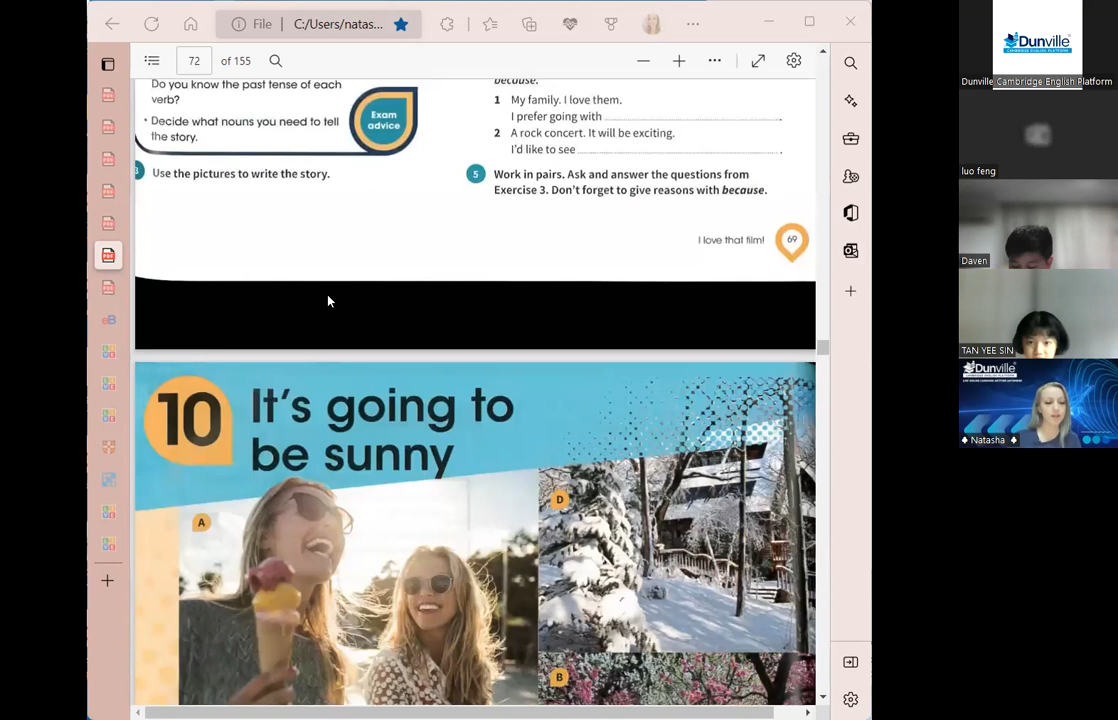 File
C:/Users/natas...
72
of 155
Do you know the past tense of each
verb?
• Decide what nouns you need to tell
the story.
Exam
advice
3 Use the pictures to write the story.
because.
1 My family. I love them.
I prefer going with
2 A rock concert. It will be exciting.
I'd like to see
5 Work in pairs. Ask and answer the questions from
Exercise 3. Don't forget to give reasons with because.
I love that film!
69
10
It's going to
be sunny
A
D
B
Dunville
CAMBRIDGE ENGLISH PLATFORM
Dunville Cambridge English Platform
luo feng
Daven
TAN YEE SIN
Dunville
Natasha